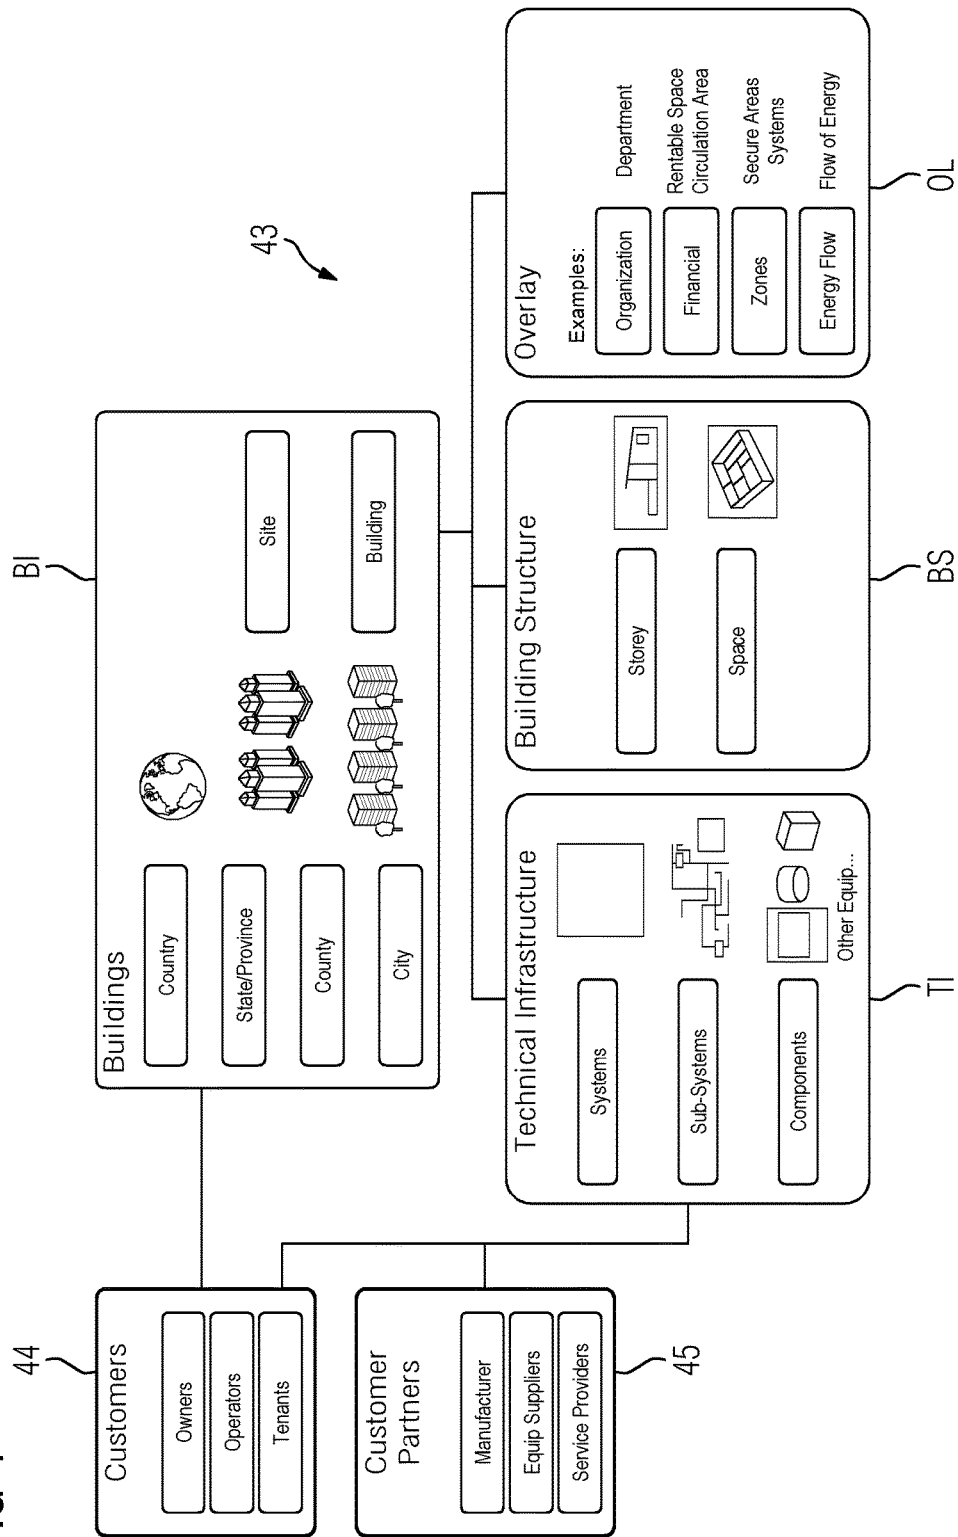 44
BI
43
Customers
Owners
Operators
Tenants
Buildings
Country
State/Province
County
City
Site
Building
Customer
Partners
Manufacturer
Equip Suppliers
Service Providers
45
Technical Infrastructure
Systems
Sub-Systems
Components
Other Equip...
TI
Building Structure
Storey
Space
BS
Overlay
Examples:
Organization
Department
Financial
Rentable Space
Circulation Area
Zones
Secure Areas
Systems
Energy Flow
Flow of Energy
OL